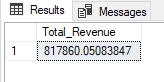 Results Messages
Total_Revenue
1 817860.05083847